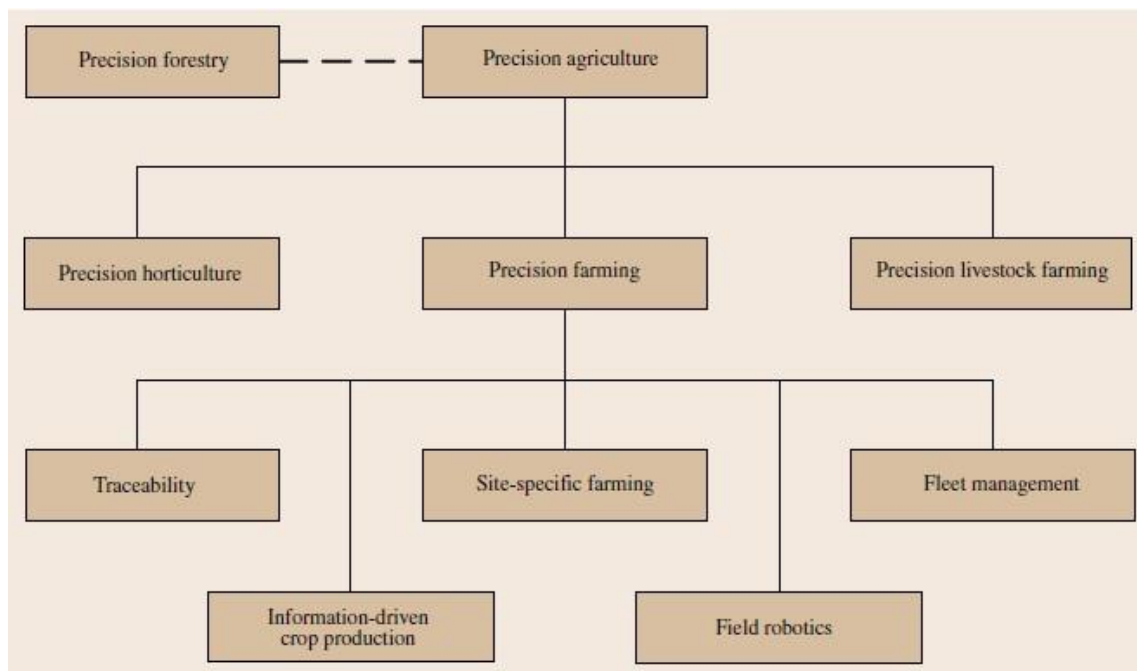 Precision forestry
Precision agriculture
Precision horticulture
Precision farming
Precision livestock farming
Traceability
Site-specific farming
Fleet management
Information-driven
crop production
Field robotics